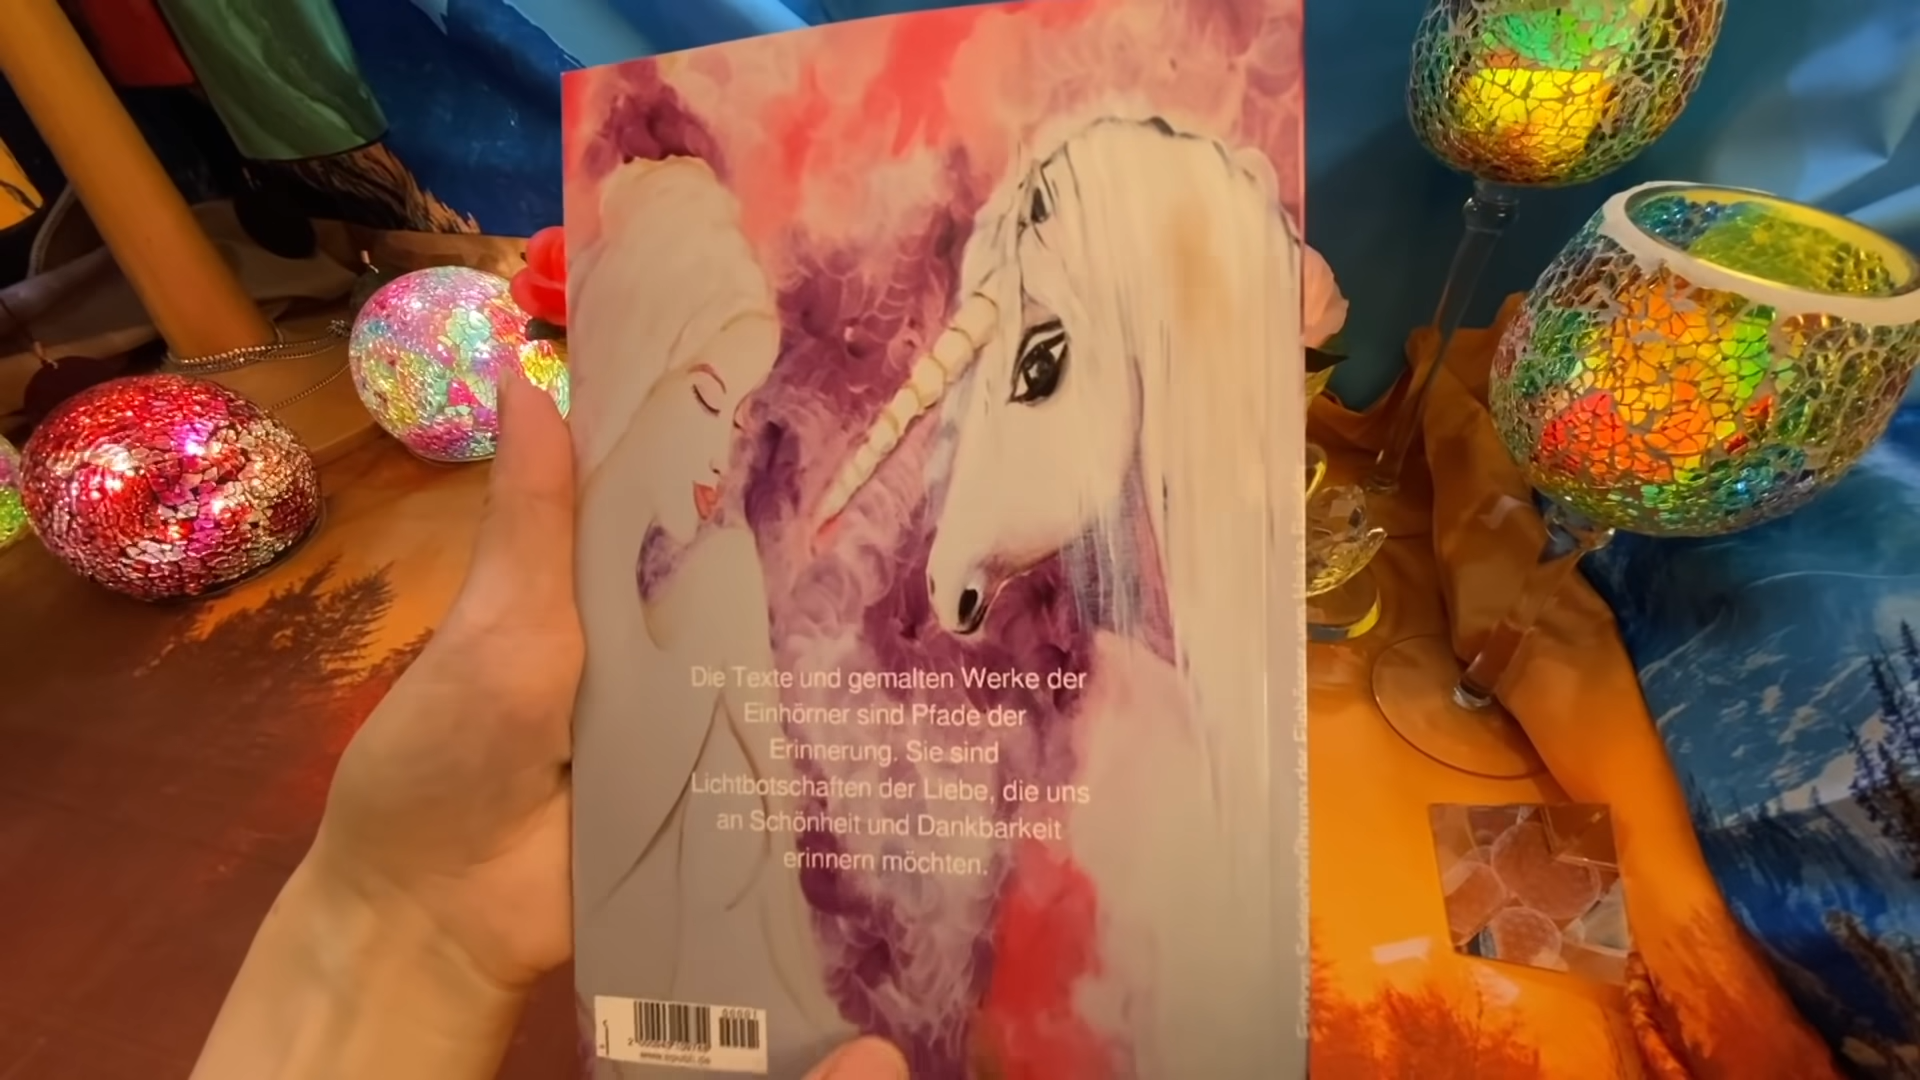 Die Texte und gemalten Werke der
Einhörner sind Pfade der
Erinnerung. Sie sind
Lichtbotschaften der Liebe, die uns
an Schönheit und Dankbarkeit
erinnern möchten.
00001
www.epubli.de